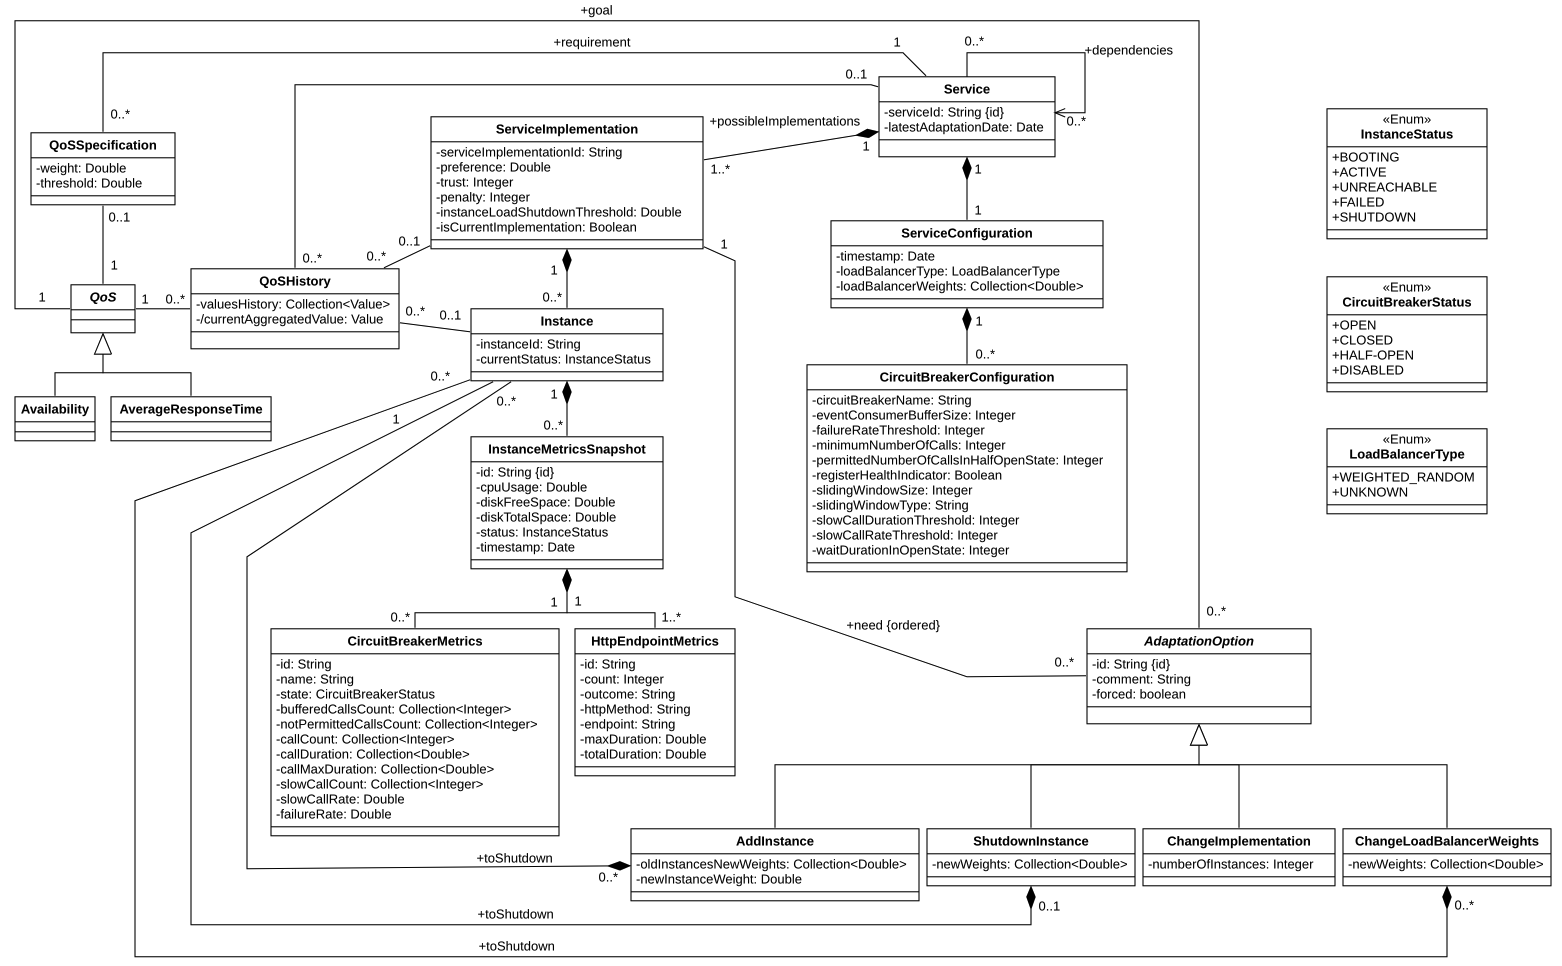 +goal
+requirement
1
0..*
+dependencies
0..*
0..1
0..*
Service
-serviceId: String {id}
-latestAdaptationDate: Date
+possibleImplementations
1
1..*
1
1
QoSSpecification
-weight: Double
-threshold: Double
0..1
1
ServiceImplementation
-serviceImplementationId: String
-preference: Double
-trust: Integer
-penalty: Integer
-instanceLoadShutdownThreshold: Double
-isCurrentImplementation: Boolean
0..1
0..*
0..*
1
1
0..*
ServiceConfiguration
-timestamp: Date
-loadBalancerType: LoadBalancerType
-loadBalancerWeights: Collection<Double>
1
0..*
QoS
1
1
0..*
QoSHistory
-valuesHistory: Collection<Value>
-/currentAggregatedValue: Value
0..*
0..1
Instance
-instanceId: String
-currentStatus: InstanceStatus
0..*
1
0..*
1
0..*
Availability
AverageResponseTime
CircuitBreakerConfiguration
-circuitBreakerName: String
-eventConsumerBufferSize: Integer
-failureRateThreshold: Integer
-minimumNumberOfCalls: Integer
-permittedNumberOfCallsInHalfOpenState: Integer
-registerHealthIndicator: Boolean
-slidingWindowSize: Integer
-slidingWindowType: String
-slowCallDurationThreshold: Integer
-slowCallRateThreshold: Integer
-waitDurationInOpenState: Integer
InstanceMetricsSnapshot
-id: String {id}
-cpuUsage: Double
-diskFreeSpace: Double
-diskTotalSpace: Double
-status: InstanceStatus
-timestamp: Date
1
1
0..*
1..*
CircuitBreakerMetrics
-id: String
-name: String
-state: CircuitBreakerStatus
-bufferedCallsCount: Collection<Integer>
-notPermittedCallsCount: Collection<Integer>
-callCount: Collection<Integer>
-callDuration: Collection<Double>
-callMaxDuration: Collection<Double>
-slowCallCount: Collection<Integer>
-slowCallRate: Double
-failureRate: Double
HttpEndpointMetrics
-id: String
-count: Integer
-outcome: String
-httpMethod: String
-endpoint: String
-maxDuration: Double
-totalDuration: Double
+need {ordered}
0..*
0..*
AdaptationOption
-id: String {id}
-comment: String
-forced: boolean
AddInstance
-oldInstancesNewWeights: Collection<Double>
-newInstanceWeight: Double
ShutdownInstance
-newWeights: Collection<Double>
ChangeImplementation
-numberOfInstances: Integer
ChangeLoadBalancerWeights
-newWeights: Collection<Double>
+toShutdown
0..*
+toShutdown
0..1
+toShutdown
0..*
«Enum»
InstanceStatus
+BOOTING
+ACTIVE
+UNREACHABLE
+FAILED
+SHUTDOWN
«Enum»
CircuitBreakerStatus
+OPEN
+CLOSED
+HALF-OPEN
+DISABLED
«Enum»
LoadBalancerType
+WEIGHTED_RANDOM
+UNKNOWN